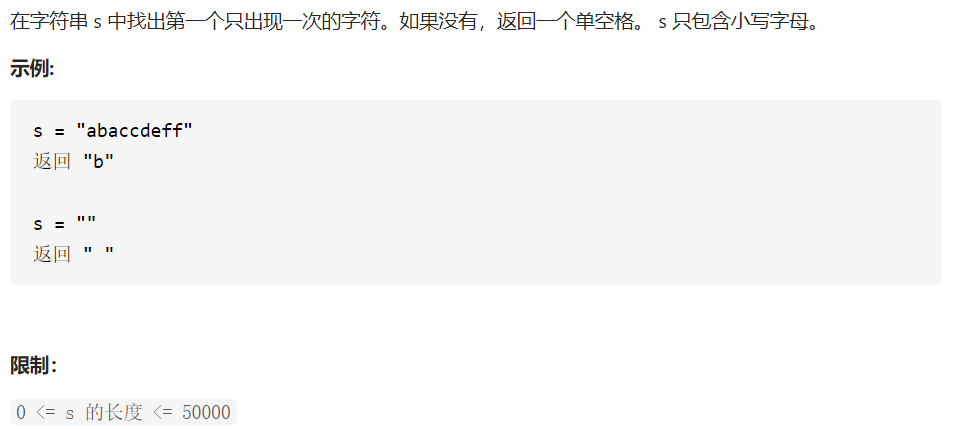 在字符串 s 中找出第一个只出现一次的字符。如果没有，返回一个单空格。 s 只包含小写字母。
示例:
s = "abaccdeff"
返回 "b"
s = ""
返回 " "
限制：
0 <= s 的长度 <= 50000